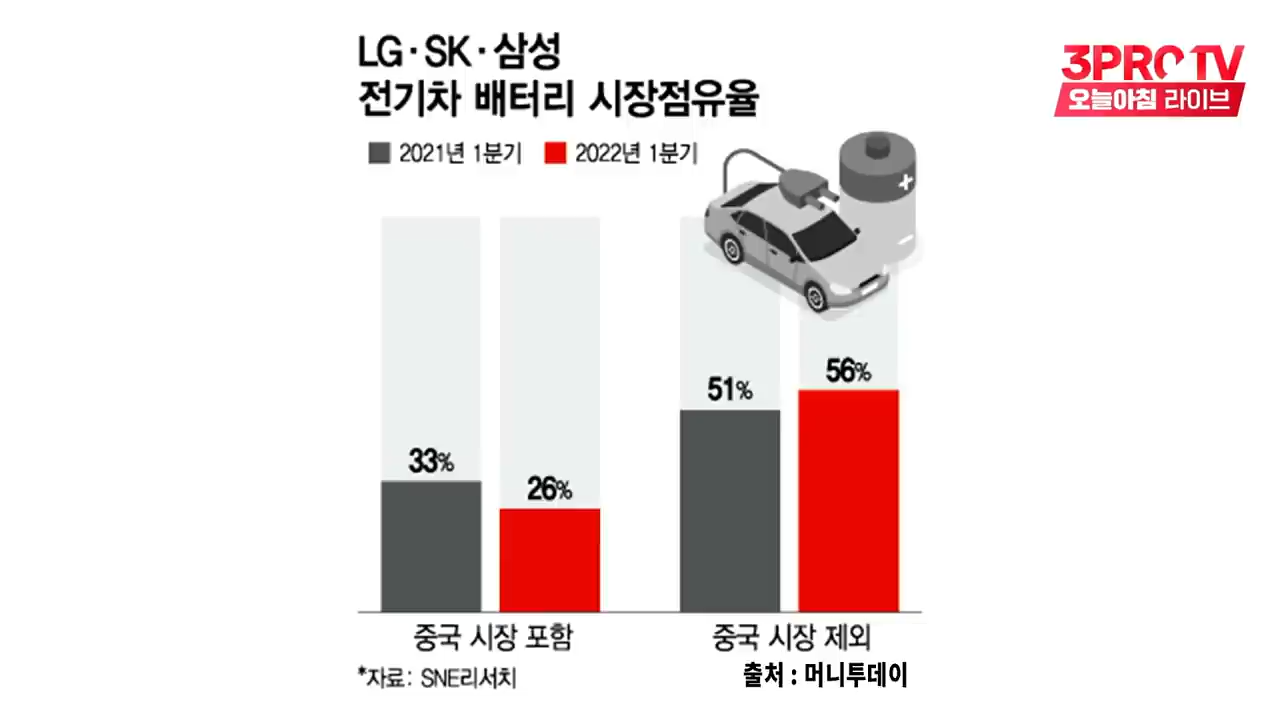 LG·SK·삼성
전기차 배터리 시장점유율
2021년 1분기 2022년 1분기
3PRO TV
오늘아침 라이브
33%
26%
51%
56%
중국 시장 포함
중국 시장 제외
*자료: SNE리서치
출처 : 머니투데이